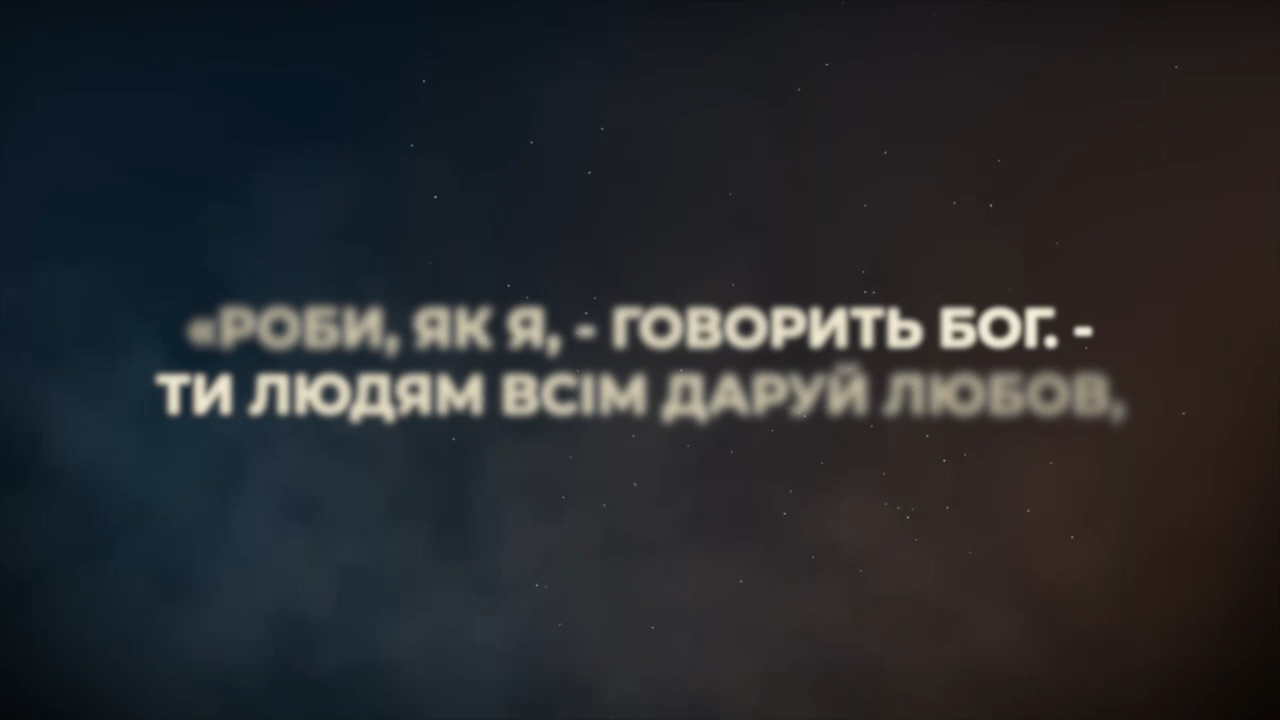 «РОБИ, ЯК Я, - ГОВОРИТЬ БОГ. -
ТИ ЛЮДЯМ ВСІМ ДАРУЙ ЛЮБОВ,